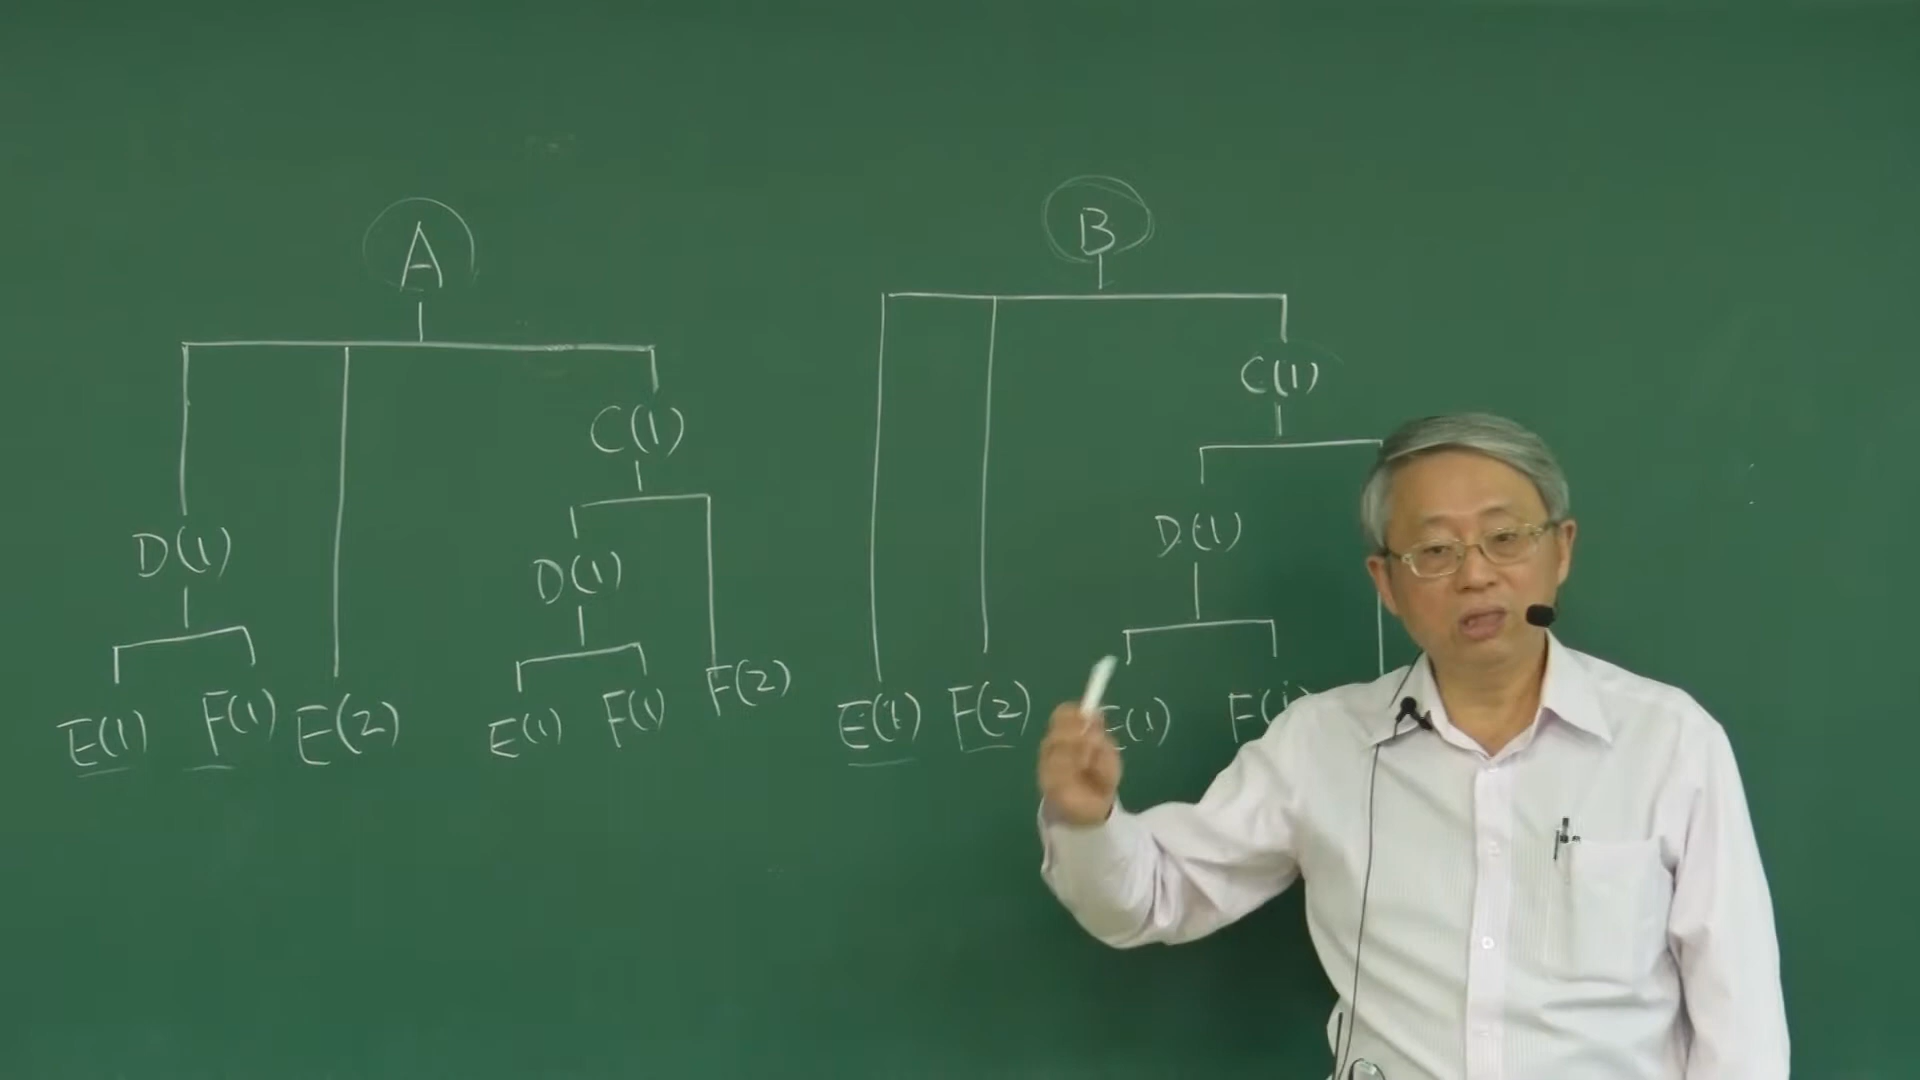 A
D(1)
E(1) F(1) E(2)
C(1)
D(1)
E(1) F(1) F(2)
B
E(1) F(2)
C(1)
D(1)
E(1)